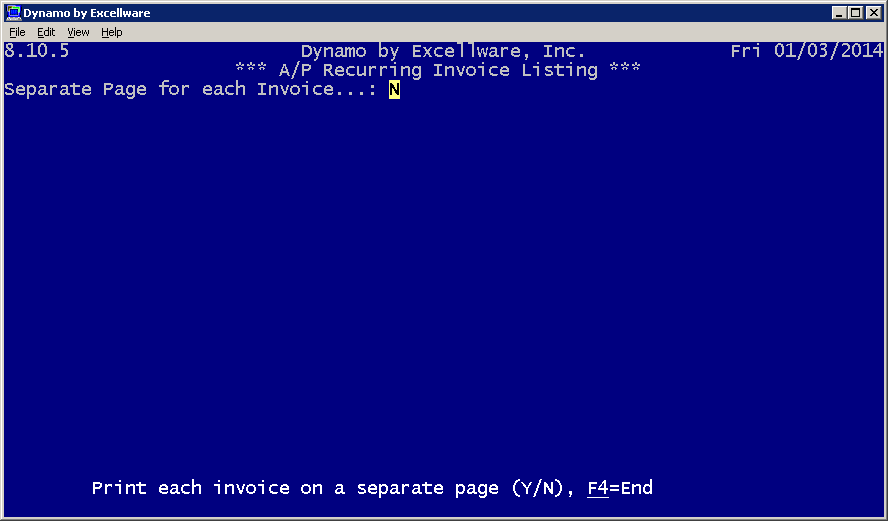 Dynamo by Excellware
File Edit View Help
8.10.5 Dynamo by Excellware, Inc. Fri 01/03/2014
*** A/P Recurring Invoice Listing ***
Separate Page for each Invoice...: N
Print each invoice on a separate page (Y/N), F4=End